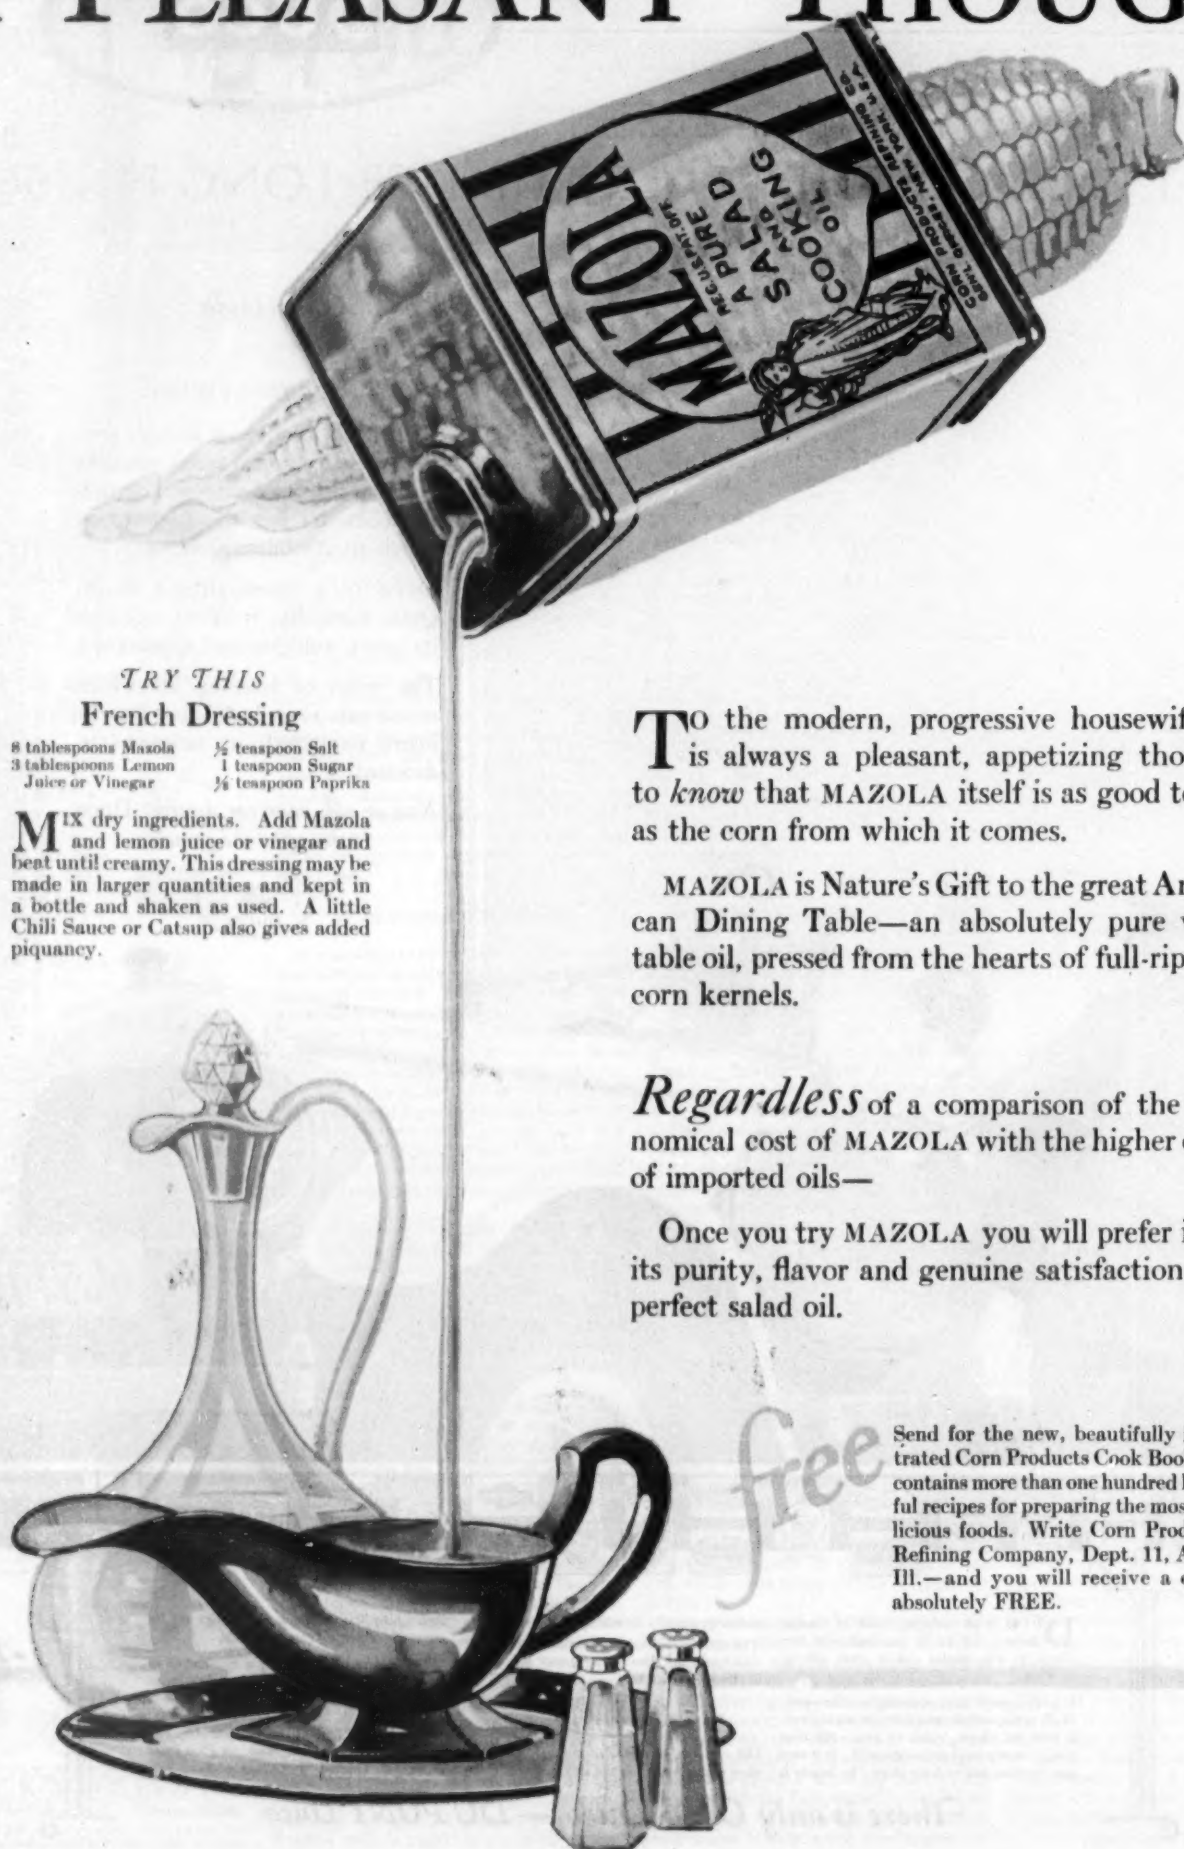 PLEASANT THOUG
MAZOLA
REG. U.S. PAT. OFF.
A PURE
SALAD
AND
COOKING
OIL
CORN PRODUCTS REFINING CO.
GEN'L OFFICES, NEW YORK, U.S.A.
TRY THIS
French Dressing
8 tablespoons Mazola ½ teaspoon Salt
3 tablespoons Lemon 1 teaspoon Sugar
Juice or Vinegar teaspoon Paprika
MIX dry ingredients. Add Mazola
and lemon juice or vinegar and
beat until creamy. This dressing may be
made in larger quantities and kept in
a bottle and shaken as used. A little
Chili Sauce or Catsup also gives added
piquancy.
TO the modern, progressive housewif
is always a pleasant, appetizing tho
to know that MAZOLA itself is as good t
as the corn from which it comes.
MAZOLA is Nature's Gift to the great A
can Dining Table—an absolutely pure
table oil, pressed from the hearts of full-rip
corn kernels.
Regardless of a comparison of the
nomical cost of MAZOLA with the higher
of imported oils—
Once you try MAZOLA you will prefer
its purity, flavor and genuine satisfaction
perfect salad oil.
free
Send for the new, beautifully
trated Corn Products Cook Boo
contains more than one hundred
ful recipes for preparing the mos
licious foods. Write Corn Prod
Refining Company, Dept. 11, A
Ill.—and you will receive a
absolutely FREE.